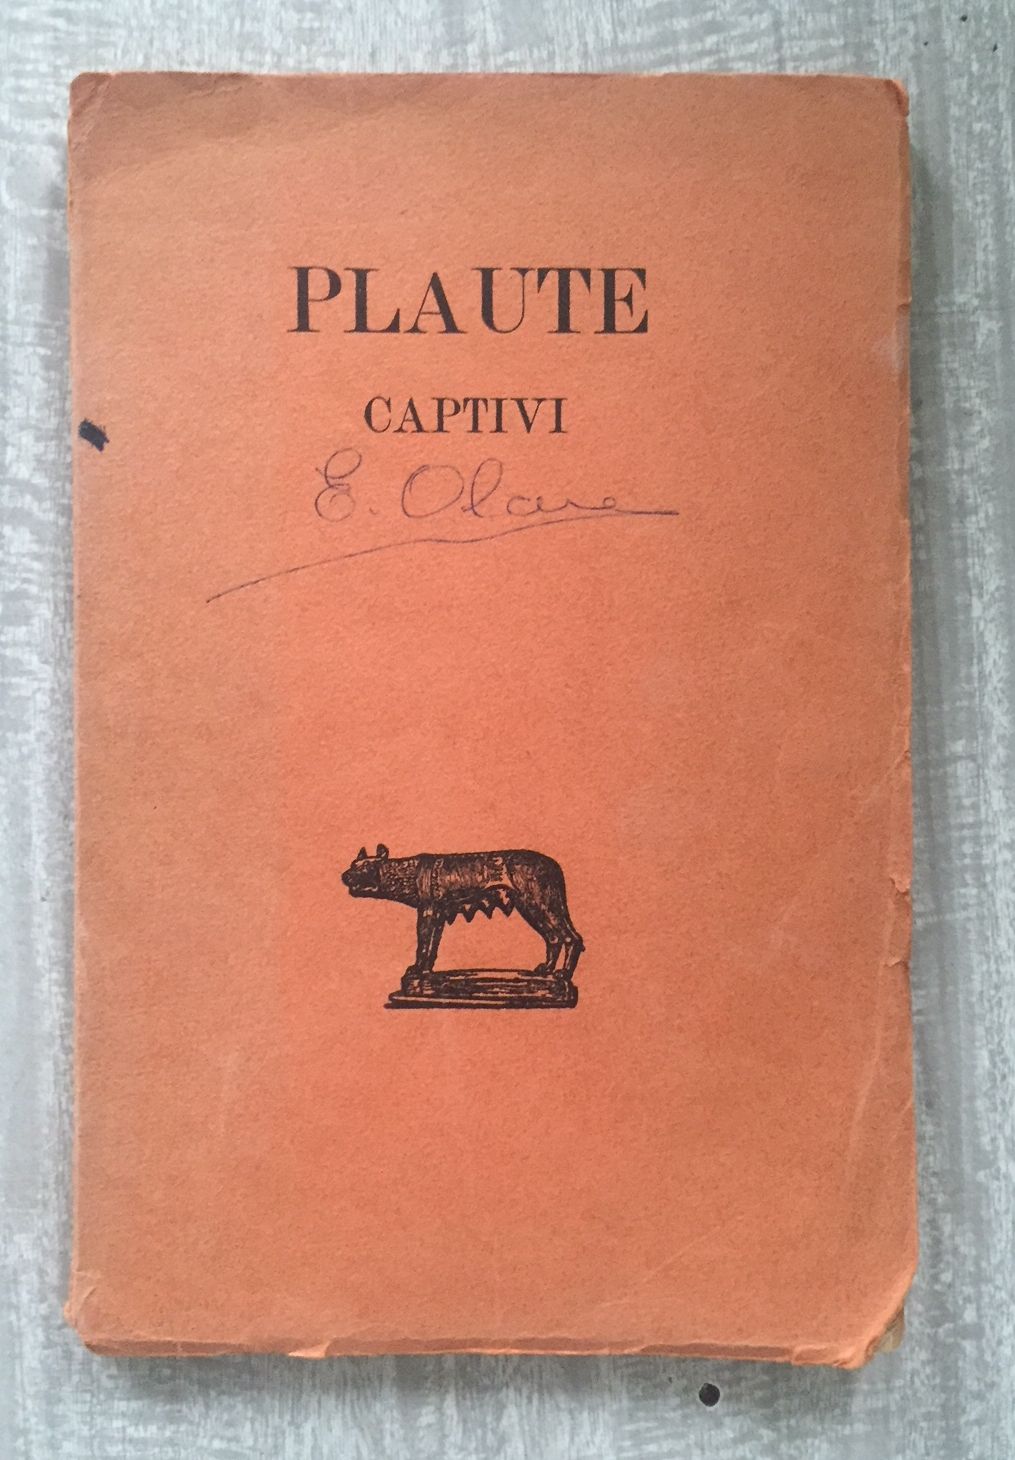 PLAUTE
CAPTIVI
E. Olare